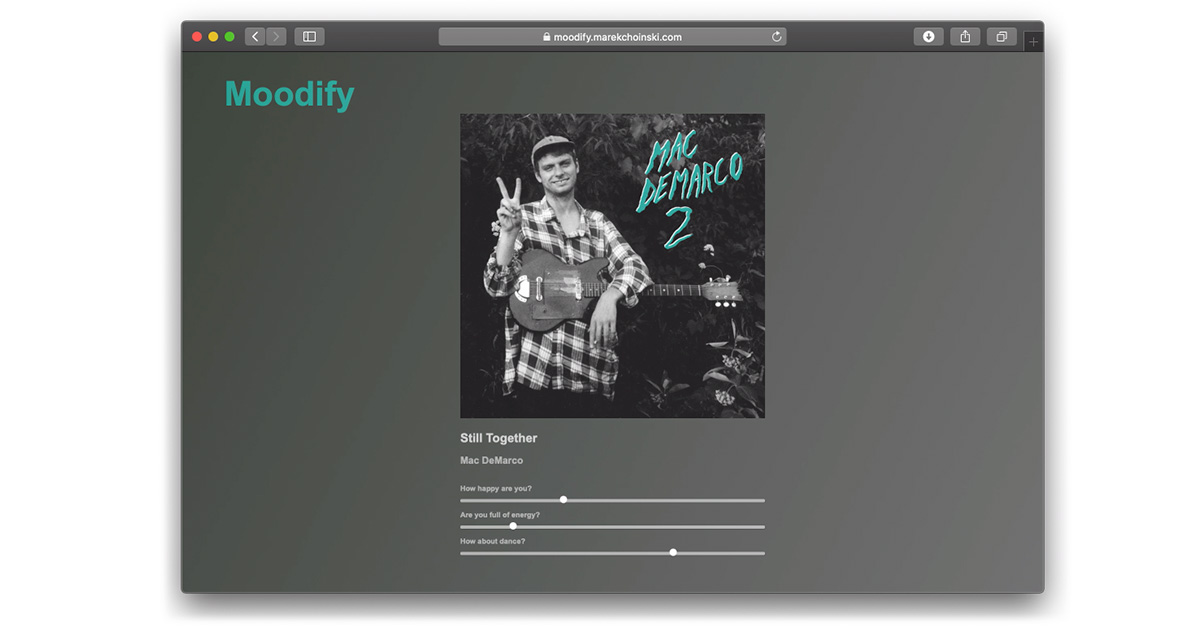 moodify.marekchoinski.com
Moodify
MAC
DEMARCO
2
Still Together
Mac DeMarco
How happy are you?
Are you full of energy?
How about dance?